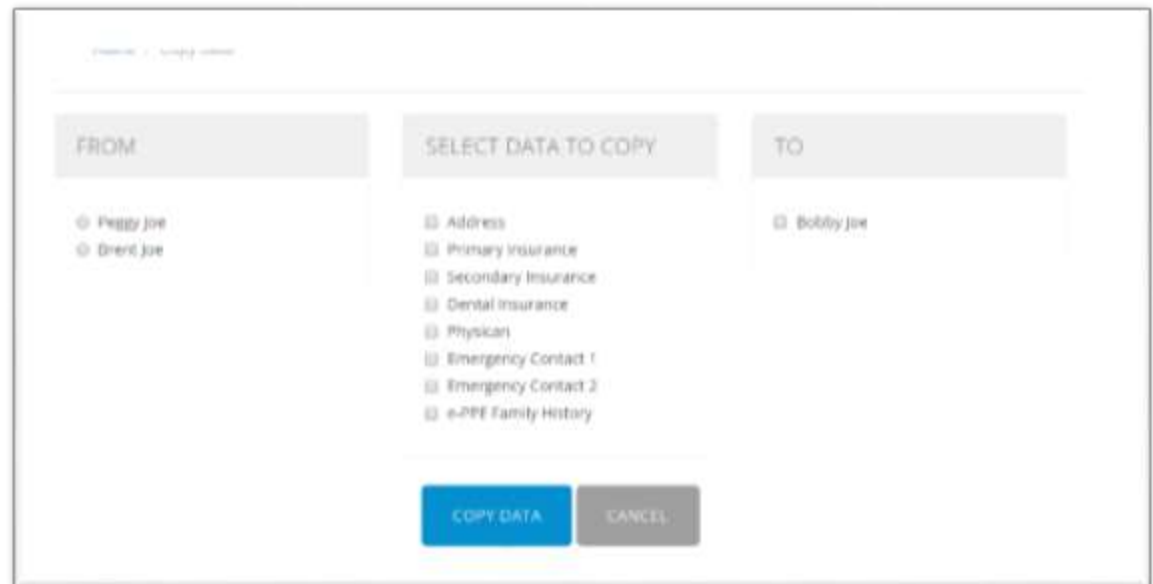 FROM
Peggy Joe
Brent Joe
SELECT DATA TO COPY
Address
Primary Insurance
Secondary Insurance
Dental Insurance
Physican
Emergency Contact 1
Emergency Contact 2
e-PPE Family History
COPY DATA
CANCEL
TO
Bobby Joe